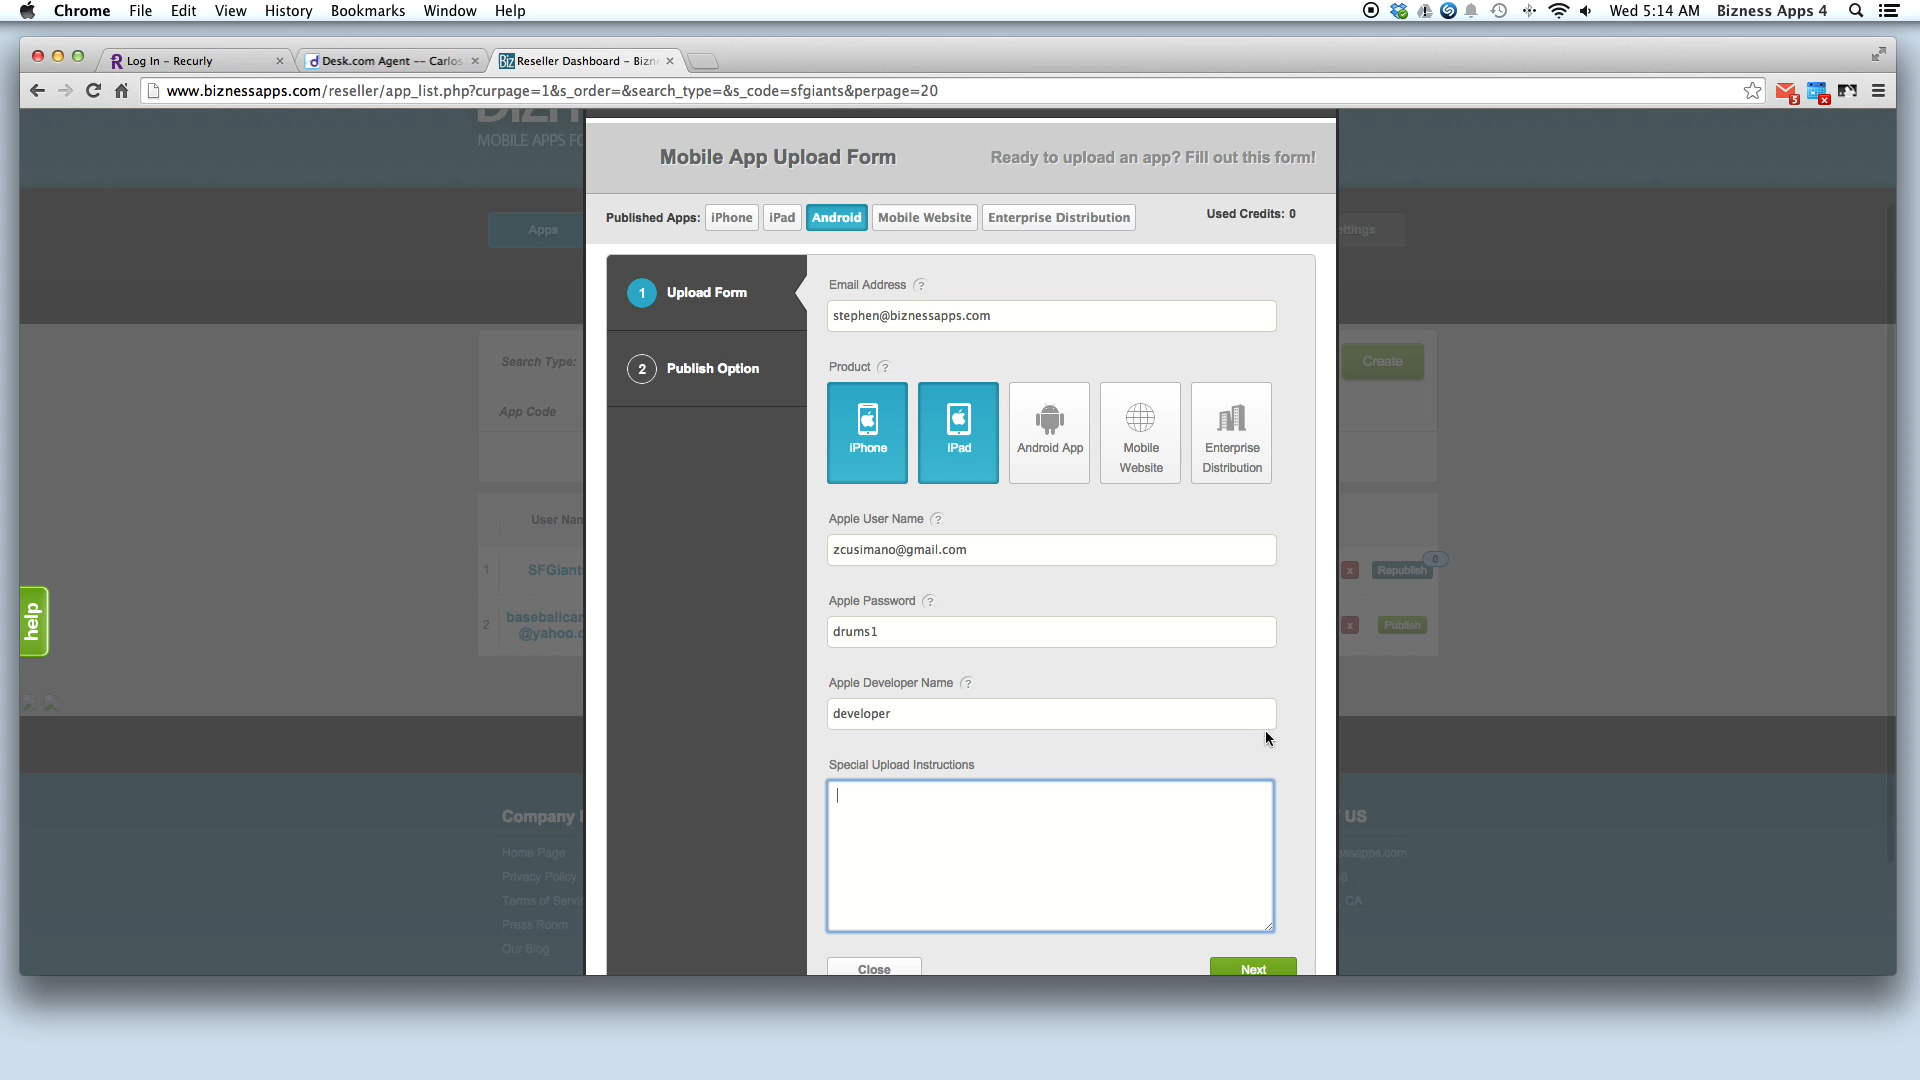 Chrome File Edit View History Bookmarks Window Help
Wed 5:14 AM Bizness Apps 4
Log In - Recurly
Desk.com Agent -- Carlos
Reseller Dashboard - Bizn
www.biznessapps.com/reseller/app_list.php?curpage=1&s_order=&search_type=&s_code=sfgiants&perpage=20
5
MOBILE APPS FO
Mobile App Upload Form
Ready to upload an app? Fill out this form!
Published Apps: iPhone iPad Android Mobile Website Enterprise Distribution
Used Credits: 0
Apps
ettings
1 Upload Form
2 Publish Option
Email Address ?
stephen@biznessapps.com
Product ?
iPhone
iPad
Android App
Mobile
Website
Enterprise
Distribution
Search Type:
App Code
Create
User Nam
1 SFGiant
x Republish 0
2 baseballcar
@yahoo.c
x Publish
help
Apple User Name ?
zcusimano@gmail.com
Apple Password ?
drums1
Apple Developer Name ?
developer
Special Upload Instructions
Close
Next
Company
US
Home Page
Privacy Policy
Terms of Servi
Press Room
Our Blog
ssapps.com
8
CA